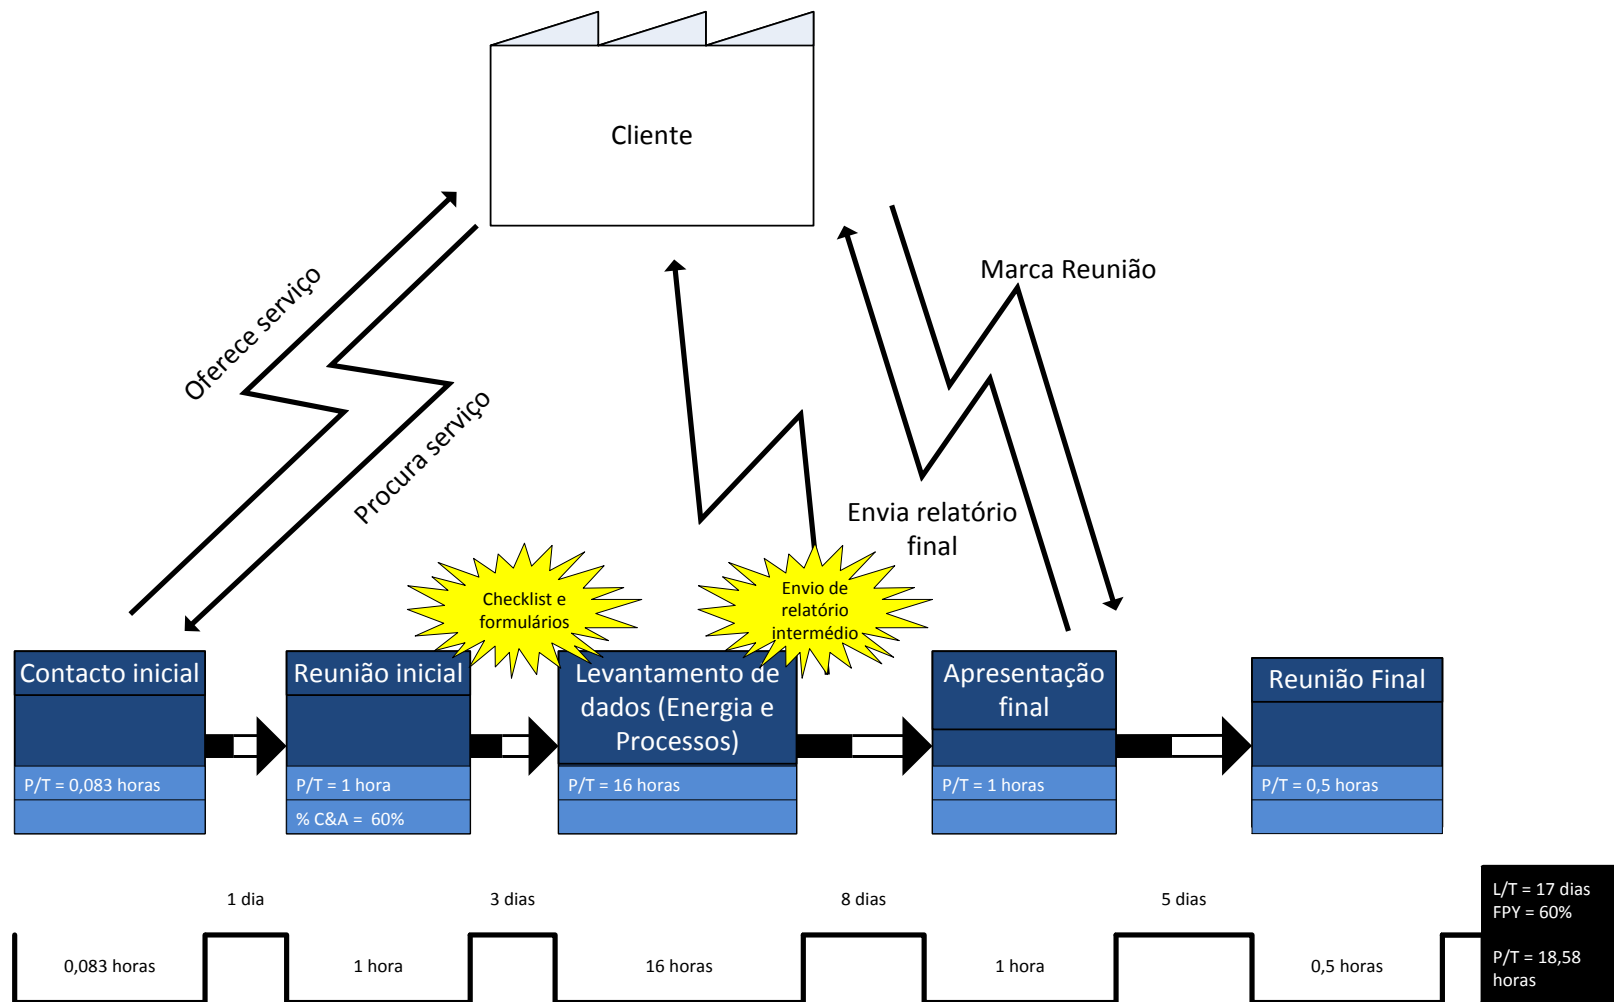 Cliente
Oferece serviço
Procura serviço
Marca Reunião
Envia relatório
final
Checklist e
formulários
Envio de
relatório
intermédio
Contacto inicial
P/T = 0,083 horas
Reunião inicial
P/T = 1 hora
% C&A = 60%
Levantamento de
dados (Energia e
Processos)
P/T = 16 horas
Apresentação
final
P/T = 1 horas
Reunião Final
P/T = 0,5 horas
1 dia
3 dias
8 dias
5 dias
0,083 horas
1 hora
16 horas
1 hora
0,5 horas
L/T = 17 dias
FPY = 60%
P/T = 18,58
horas